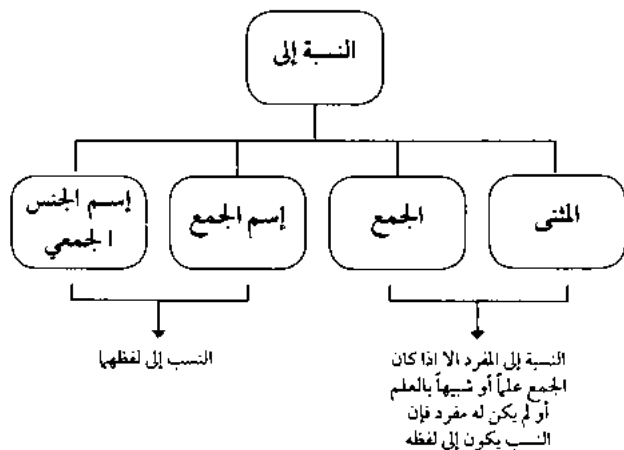 النسبة إلى
المثنى
الجمع
إسم الجمع
إسم الجنس
الجمعي
النسبة إلى المفرد الا اذا كان
الجمع علماً أو شبيهاً بالعلم
أو لم يكن له مفرد فإن
النسب يكون إلى لفظه
النسب إلى لفظهما